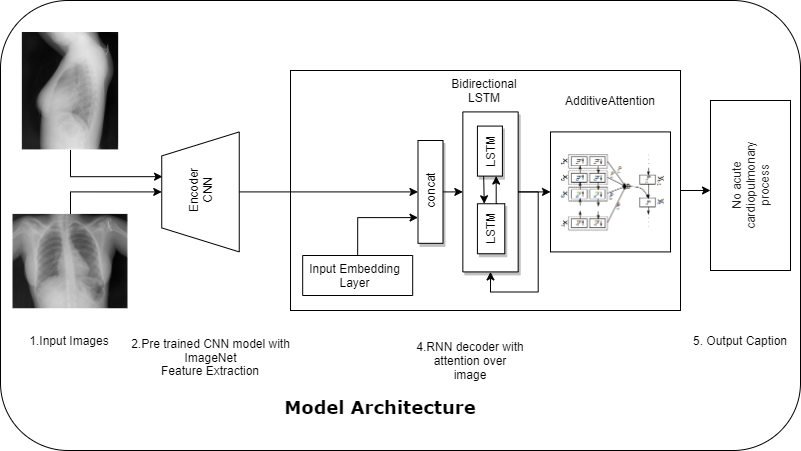 Bidirectional
LSTM
AdditiveAttention
Encoder
CNN
concat
LSTM
LSTM
No acute
cardiopulmonary
process
Input Embedding
Layer
1.Input Images
2.Pre trained CNN model with
ImageNet
Feature Extraction
4.RNN decoder with
attention over
image
5. Output Caption
Model Architecture